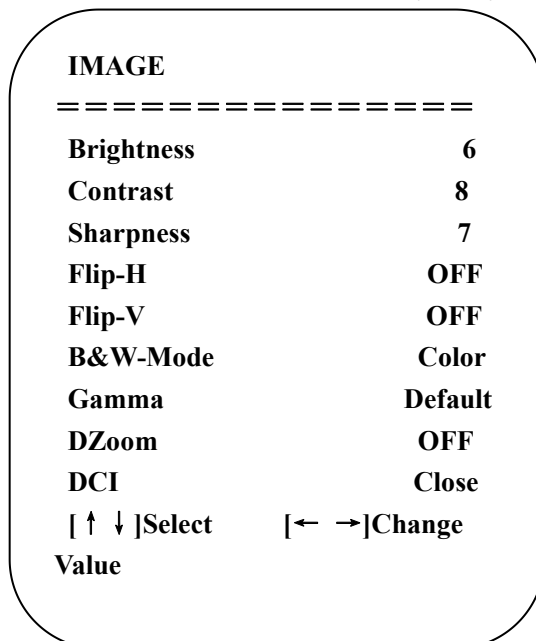 IMAGE
===============
Brightness 6
Contrast 8
Sharpness 7
Flip-H OFF
Flip-V OFF
B&W-Mode Color
Gamma Default
DZoom OFF
DCI Close
[↑ ↓]Select [← →]Change
Value